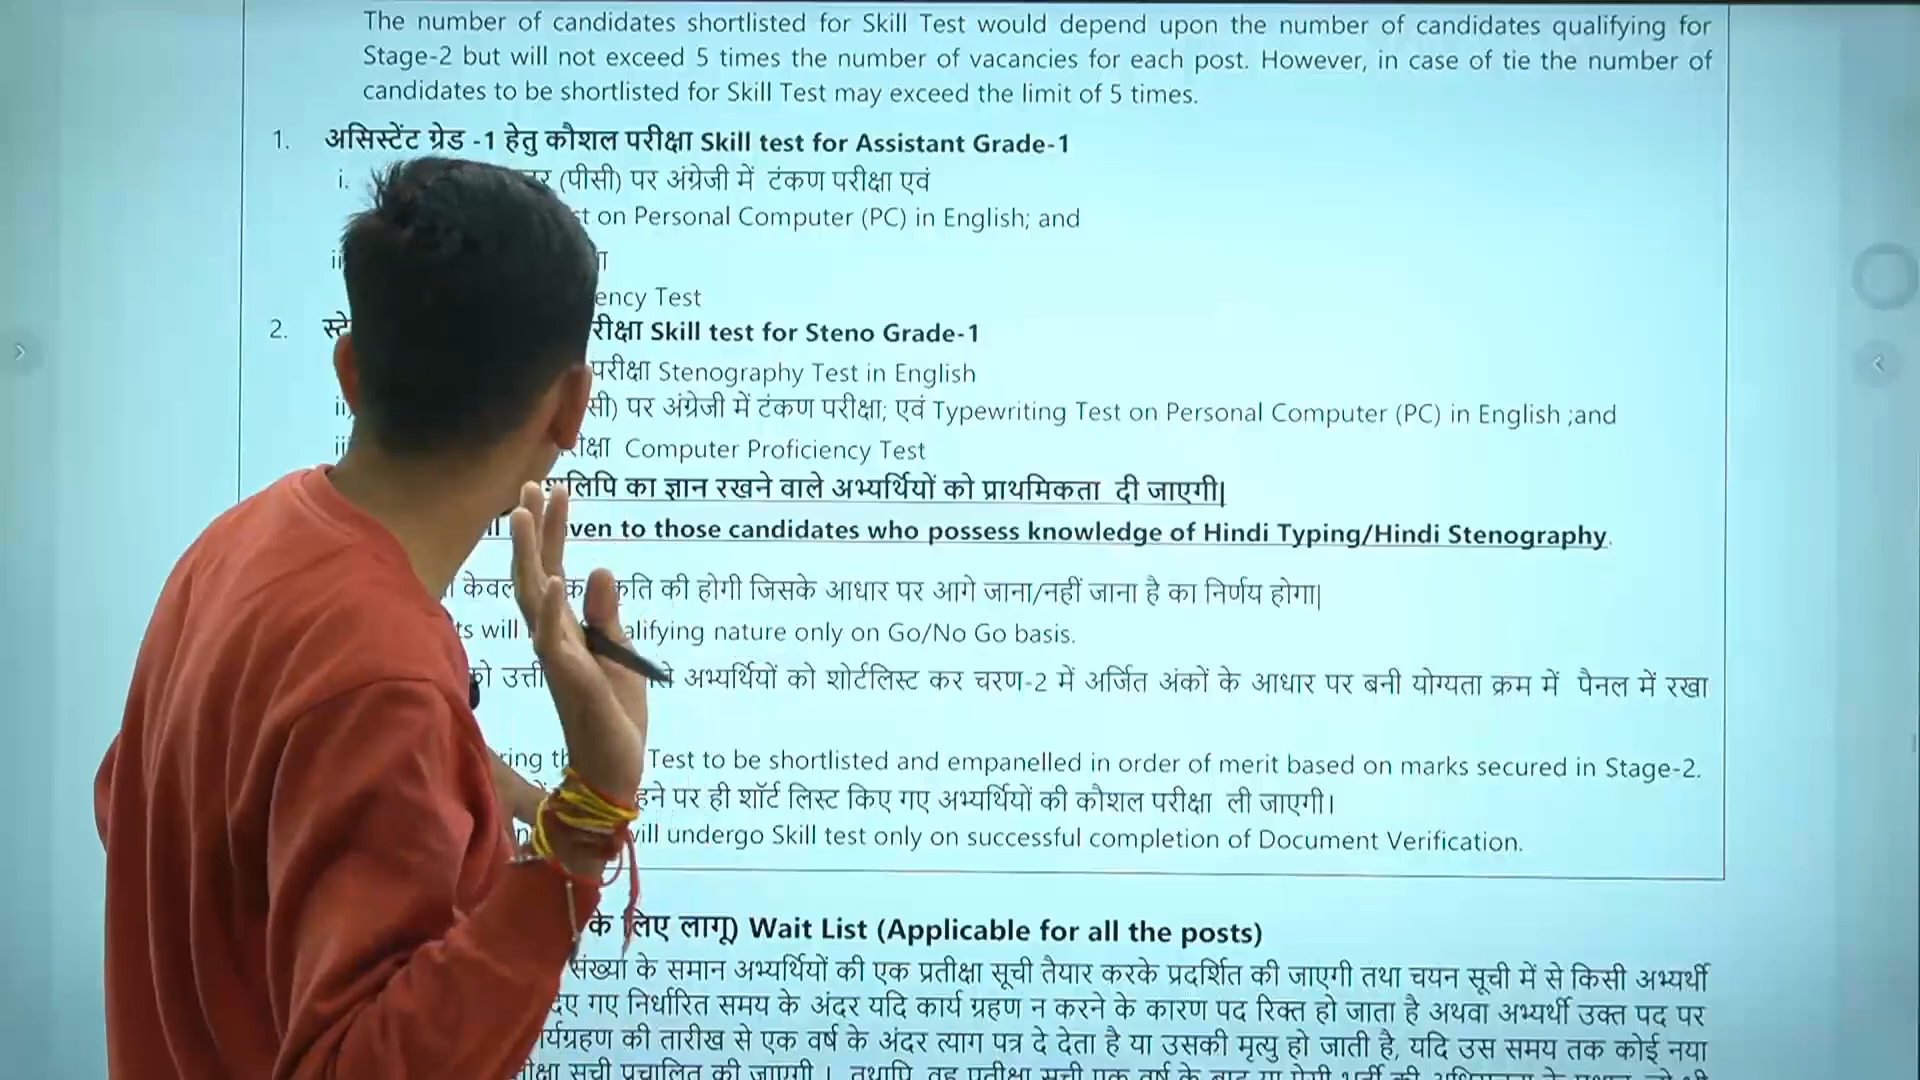 The number of candidates shortlisted for Skill Test would depend upon the number of candidates qualifying for
Stage-2 but will not exceed 5 times the number of vacancies for each post. However, in case of tie the number of
candidates to be shortlisted for Skill Test may exceed the limit of 5 times.
1. असिस्टेंट ग्रेड -1 हेतु कौशल परीक्षा Skill test for Assistant Grade-1
i. (पीसी) पर अंग्रेजी में टंकण परीक्षा एवं
on Personal Computer (PC) in English; and
Test
2. Skill test for Steno Grade-1
परीक्षा Stenography Test in English
पर अंग्रेजी में टंकण परीक्षा; एवं Typewriting Test on Personal Computer (PC) in English ;and
Computer Proficiency Test
का ज्ञान रखने वाले अभ्यर्थियों को प्राथमिकता दी जाएगी|
to those candidates who possess knowledge of Hindi Typing/Hindi Stenography.
की होगी जिसके आधार पर आगे जाना/नहीं जाना है का निर्णय होगा|
will nature only on Go/No Go basis.
अभ्यर्थियों को शोर्टलिस्ट कर चरण-2 में अर्जित अंकों के आधार पर बनी योग्यता क्रम में पैनल में रखा
Test to be shortlisted and empanelled in order of merit based on marks secured in Stage-2.
पर ही शॉर्ट लिस्ट किए गए अभ्यर्थियों की कौशल परीक्षा ली जाएगी।
will undergo Skill test only on successful completion of Document Verification.
के लिए लागू) Wait List (Applicable for all the posts)
संख्या के समान अभ्यर्थियों की एक प्रतीक्षा सूची तैयार करके प्रदर्शित की जाएगी तथा चयन सूची में से किसी अभ्यर्थी
गए निर्धारित समय के अंदर यदि कार्य ग्रहण न करने के कारण पद रिक्त हो जाता है अथवा अभ्यर्थी उक्त पद पर
की तारीख से एक वर्ष के अंदर त्याग पत्र दे देता है या उसकी मृत्यु हो जाती है, यदि उस समय तक कोई नया